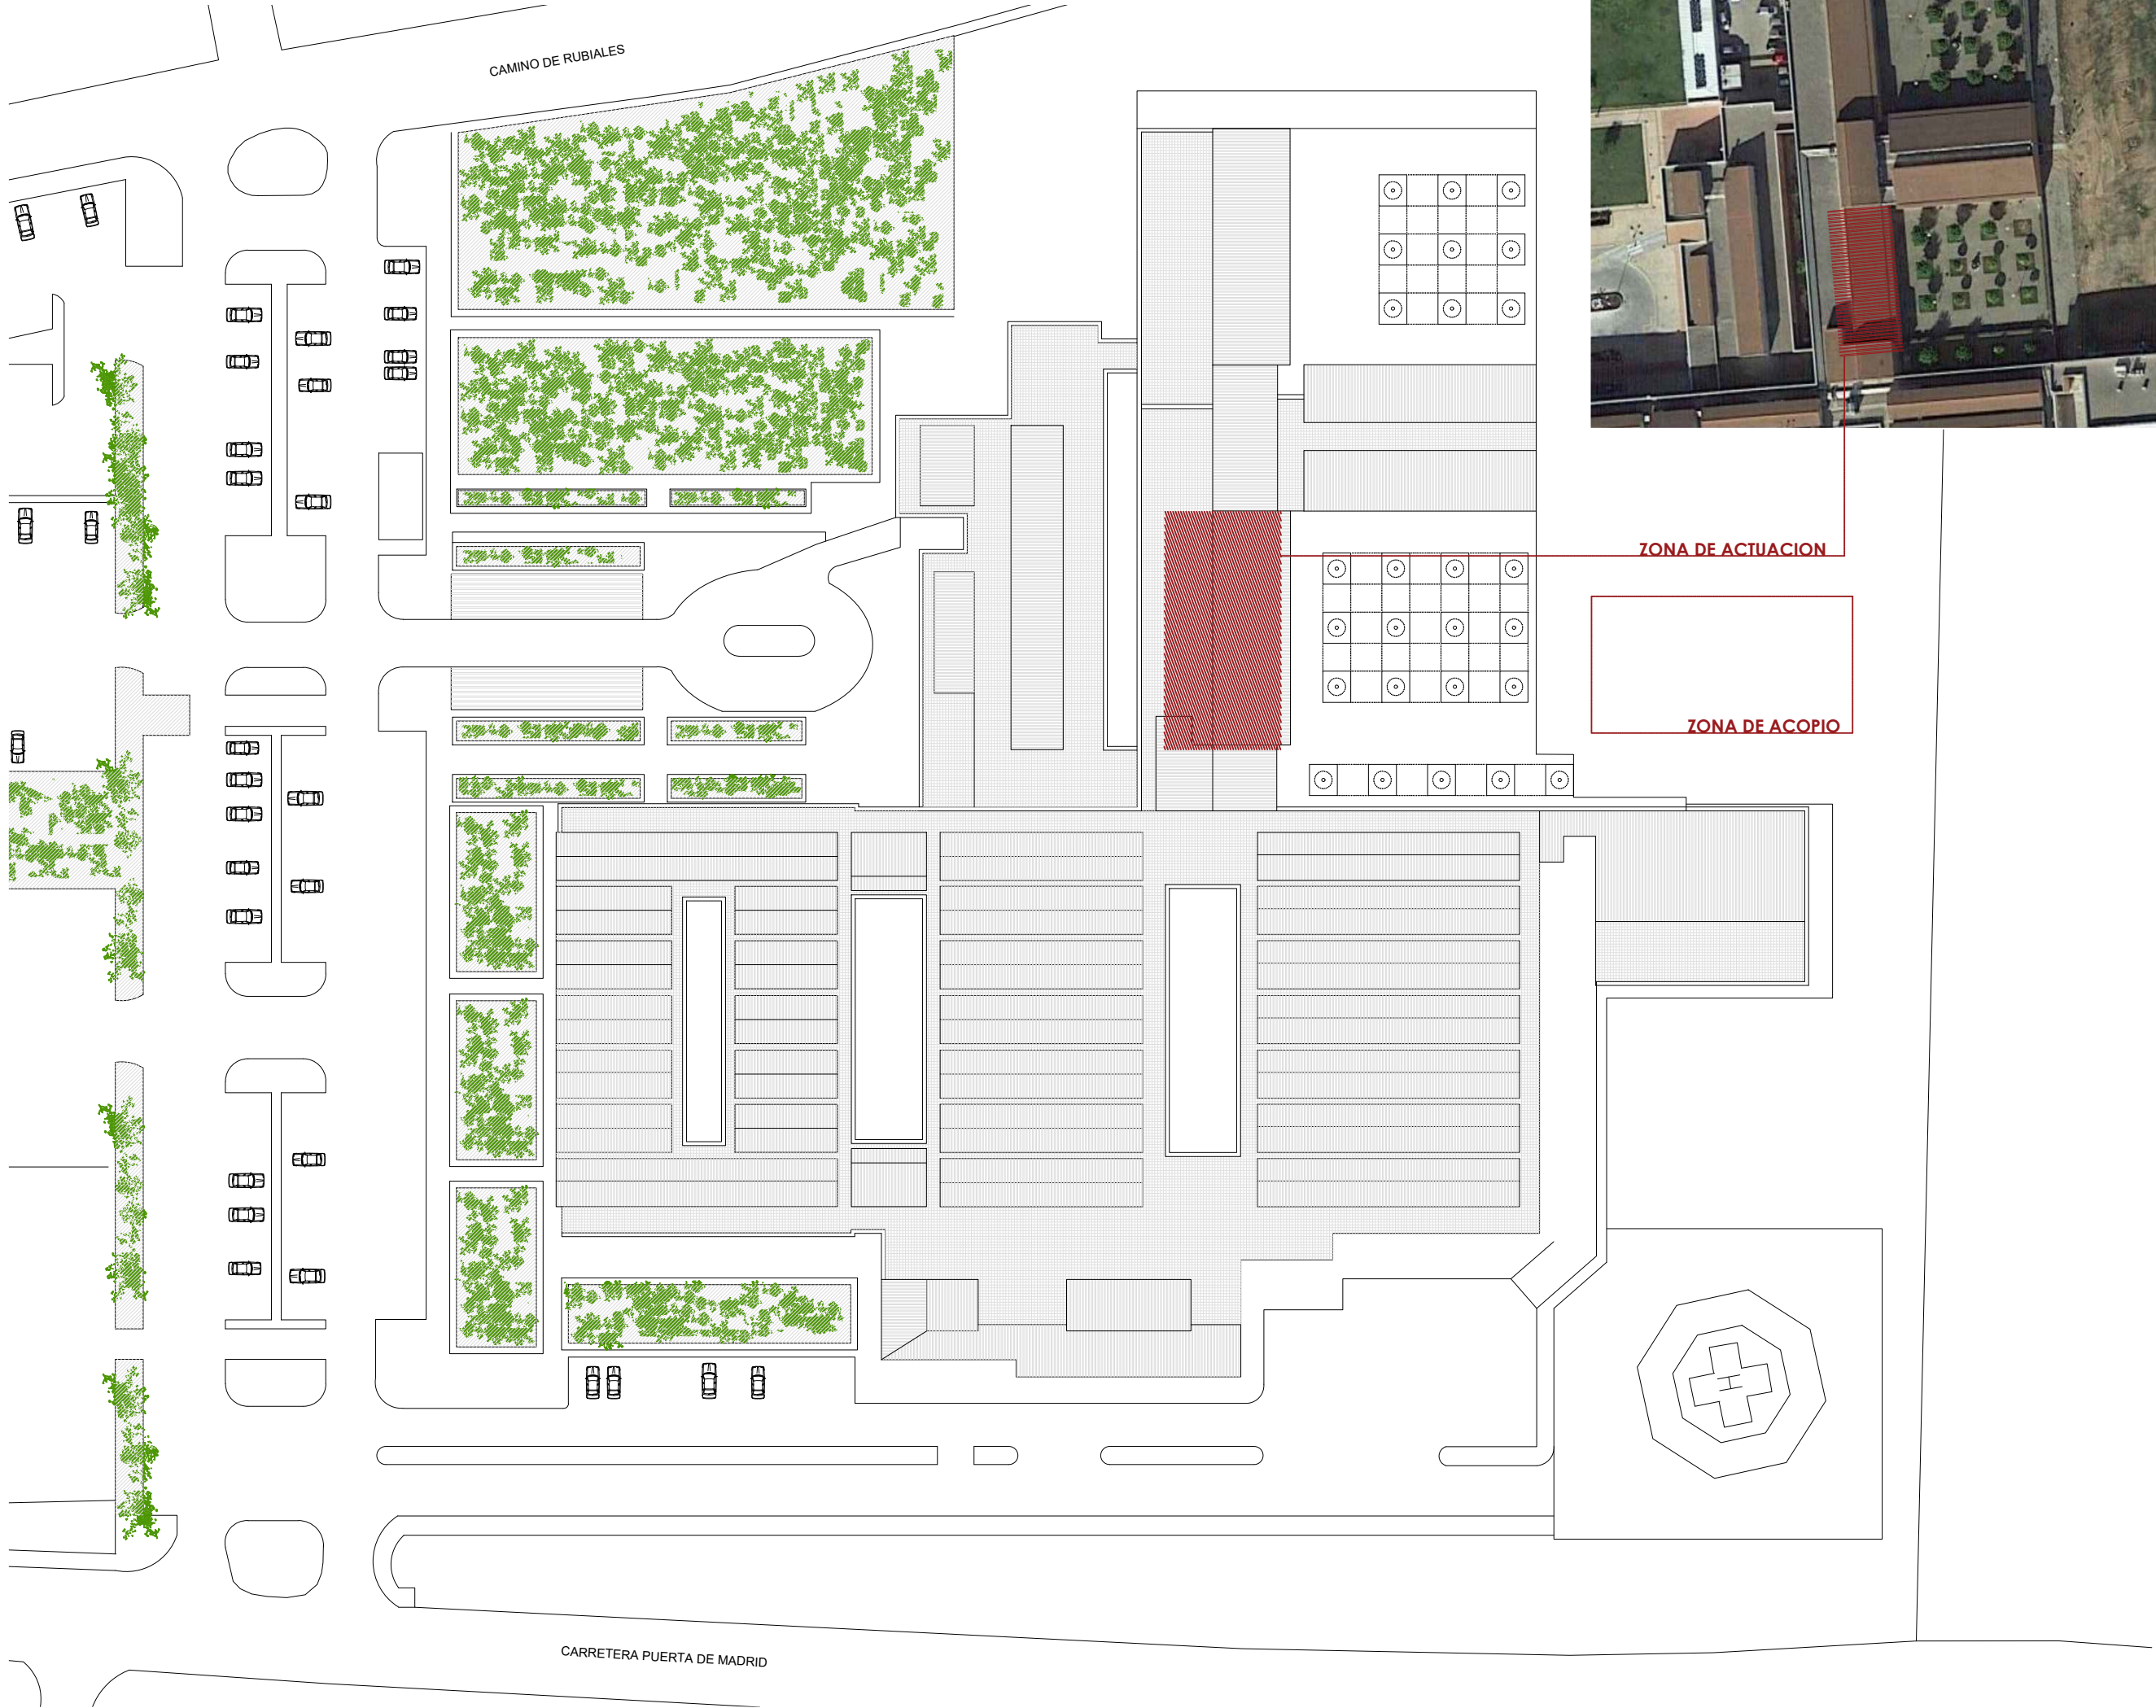 CAMINO DE RUBIALES
ZONA DE ACTUACION
ZONA DE ACOPIO
H
CARRETERA PUERTA DE MADRID